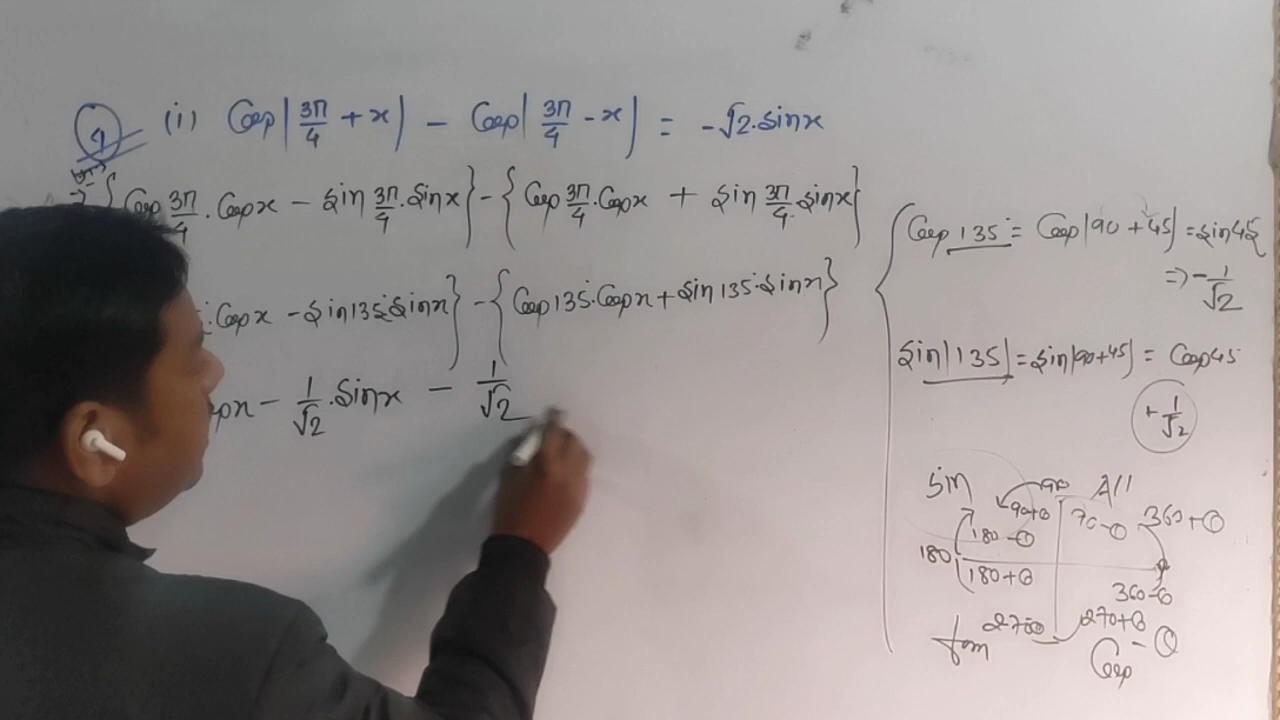 (i) Cos|3π/4 + x| - Cos|3π/4 - x| = -√2.sinx
{Cos 3π/4 . Cosx - sin 3π/4 . sinx} - {Cos 3π/4 . Cosx + sin 3π/4 . sinx}
. Cosx - sin135.sinx} - {Cos135.Cosx + sin135.sinx}
- 1/√2 . sinx - 1/√2
Cos 135 = Cos|90 + 45| = sin45
=> - 1/√2
sin|135| = sin|90+45| = Cos45
+ 1/√2
sin 90 All
90+θ 90-θ 360+θ
180-θ
180
180+θ
360-θ
tan 270-θ 270+θ
Cos -θ